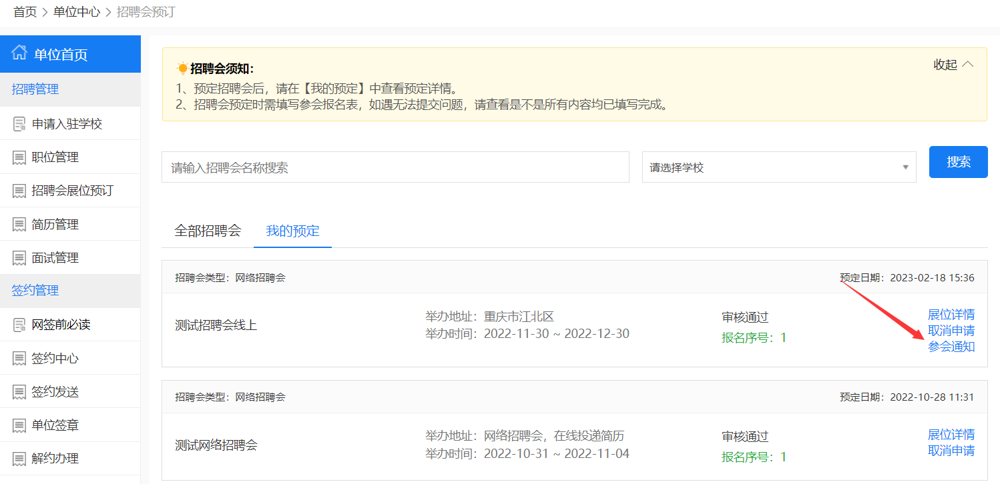 首页 > 单位中心 > 招聘会预订
单位首页
招聘管理
申请入驻学校
职位管理
招聘会展位预订
简历管理
面试管理
签约管理
网签前必读
签约中心
签约发送
单位签章
解约办理
招聘会须知：
收起
1、预定招聘会后，请在【我的预定】中查看预定详情。
2、招聘会预定时需填写参会报名表，如遇无法提交问题，请查看是不是所有内容均已填写完成。
请输入招聘会名称搜索
请选择学校
搜索
全部招聘会 我的预定
招聘会类型：网络招聘会 预定日期：2023-02-18 15:36
测试招聘会线上
举办地址：重庆市江北区
举办时间：2022-11-30 ~ 2022-12-30
审核通过
报名序号：1
展位详情
取消申请
参会通知
招聘会类型：网络招聘会 预定日期：2022-10-28 11:31
测试网络招聘会
举办地址：网络招聘会，在线投递简历
举办时间：2022-10-31 ~ 2022-11-04
审核通过
报名序号：1
展位详情
取消申请